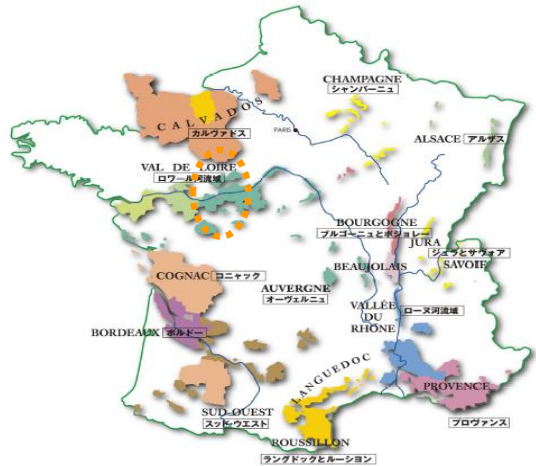 CHAMPAGNE
シャンパーニュ
CALVADOS
カルヴァドス
PARIS
ALSACE アルザス
VAL DE LOIRE
ロワール河流域
BOURGOGNE
ブルゴーニュとボジョレー
JURA
ジュラとサヴォア
SAVOIE
BEAUJOLAIS
COGNAC コニャック
AUVERGNE
オーヴェルニュ
VALLÉE
DU
RHÔNE
ローヌ河流域
BORDEAUX ボルドー
LANGUEDOC
PROVENCE
プロヴァンス
SUD-OUEST
スッド・ウエスト
ROUSSILLON
ラングドックとルーション